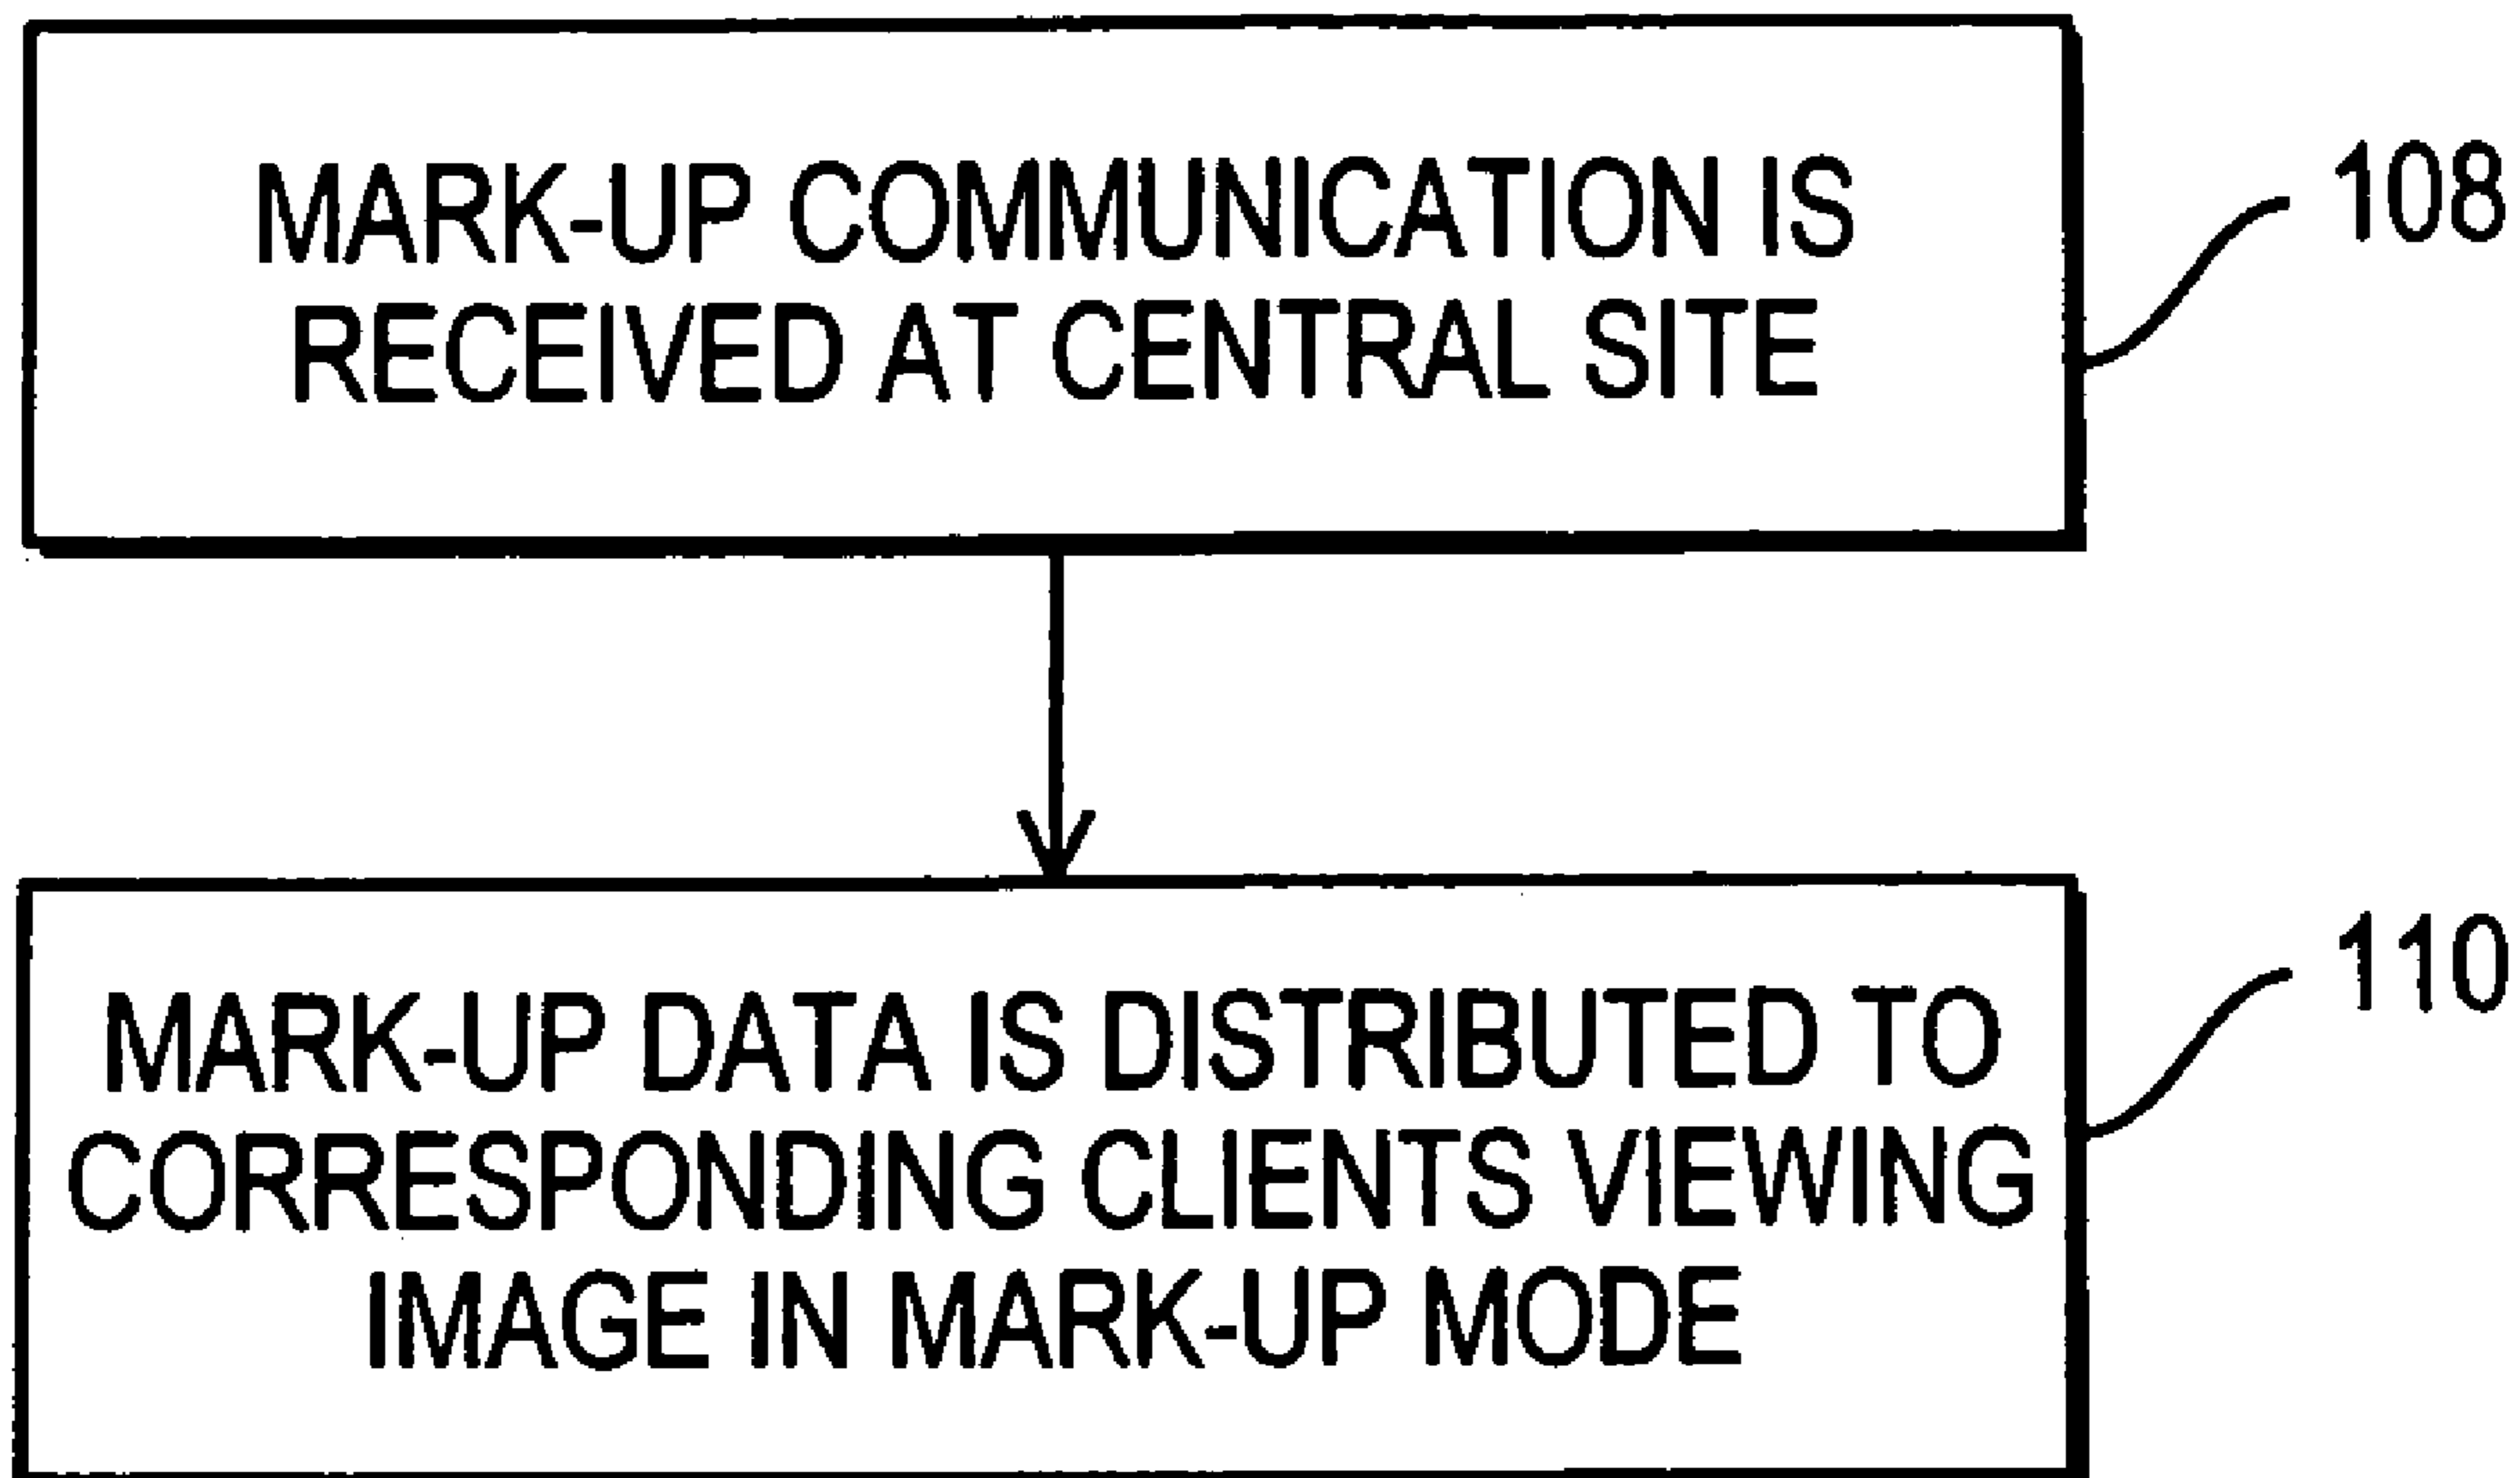 MARK-UP COMMUNICATION IS
RECEIVED AT CENTRAL SITE
108
MARK-UP DATA IS DISTRIBUTED TO
CORRESPONDING CLIENTS VIEWING
IMAGE IN MARK-UP MODE
110